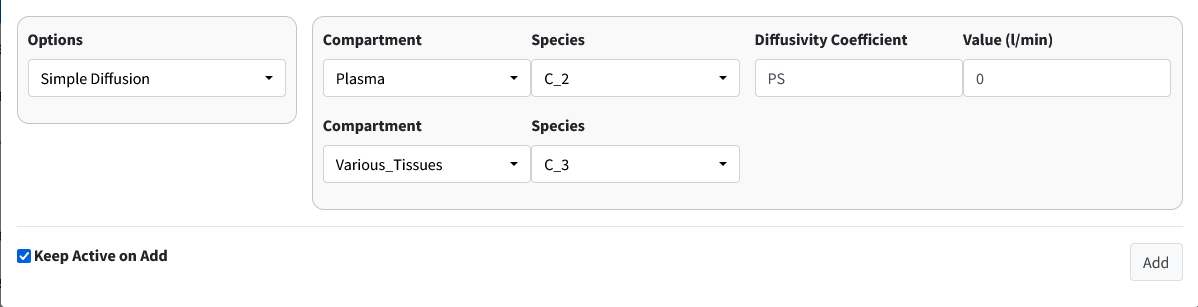 Options
Simple Diffusion
Compartment Species Diffusivity Coefficient Value (l/min)
Plasma C_2 PS 0
Compartment Species
Various_Tissues C_3
Keep Active on Add
Add